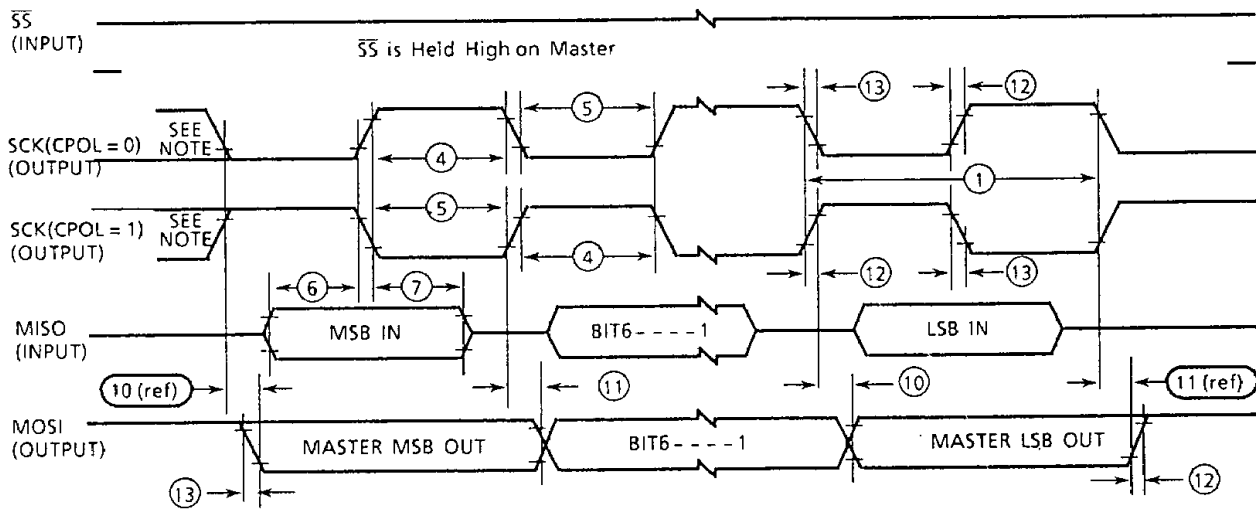 S̅S̅
(INPUT)
S̅S̅ is Held High on Master
13
12
5
SEE
NOTE
SCK(CPOL = 0)
(OUTPUT)
4
1
5
SEE
NOTE
SCK(CPOL = 1)
(OUTPUT)
4
12
13
6
7
MISO
(INPUT)
MSB IN
BIT6----1
LSB IN
10 (ref)
11
10
11 (ref)
MOSI
(OUTPUT)
MASTER MSB OUT
BIT6----1
MASTER LSB OUT
13
12